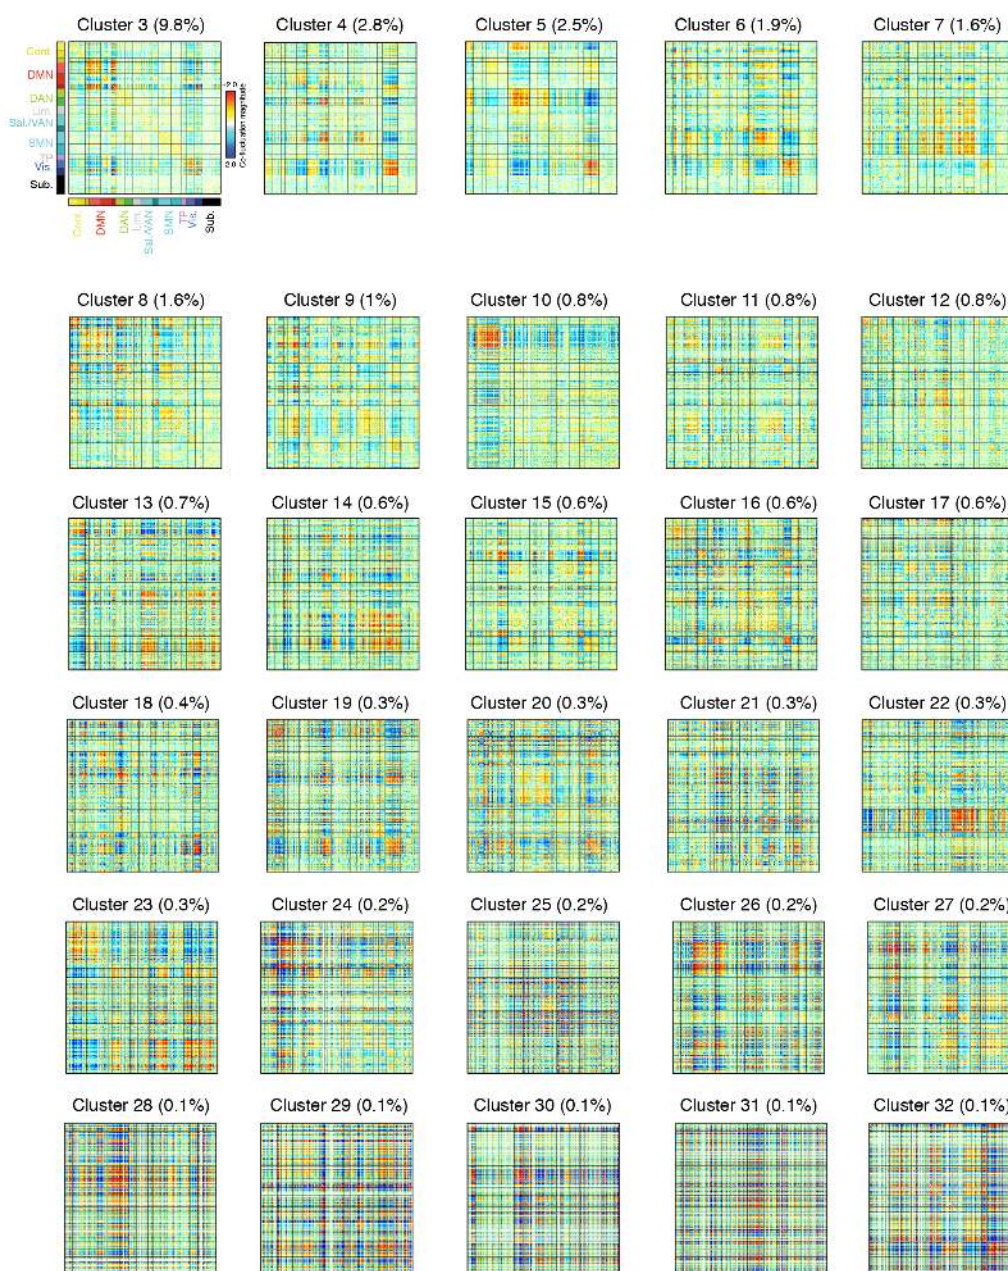 Cluster 3 (9.8%) Cluster 4 (2.8%) Cluster 5 (2.5%) Cluster 6 (1.9%) Cluster 7 (1.6%)
Cont.
DMN
DAN
Lim.
Sal./VAN
SMN
TP
Vis.
Sub.
Co-fluctuation magnitude
Cont. DMN DAN Lim. Sal./VAN SMN TP Vis. Sub.
Cluster 8 (1.6%) Cluster 9 (1%) Cluster 10 (0.8%) Cluster 11 (0.8%) Cluster 12 (0.8%)
Cluster 13 (0.7%) Cluster 14 (0.6%) Cluster 15 (0.6%) Cluster 16 (0.6%) Cluster 17 (0.6%)
Cluster 18 (0.4%) Cluster 19 (0.3%) Cluster 20 (0.3%) Cluster 21 (0.3%) Cluster 22 (0.3%)
Cluster 23 (0.3%) Cluster 24 (0.2%) Cluster 25 (0.2%) Cluster 26 (0.2%) Cluster 27 (0.2%)
Cluster 28 (0.1%) Cluster 29 (0.1%) Cluster 30 (0.1%) Cluster 31 (0.1%) Cluster 32 (0.1%)